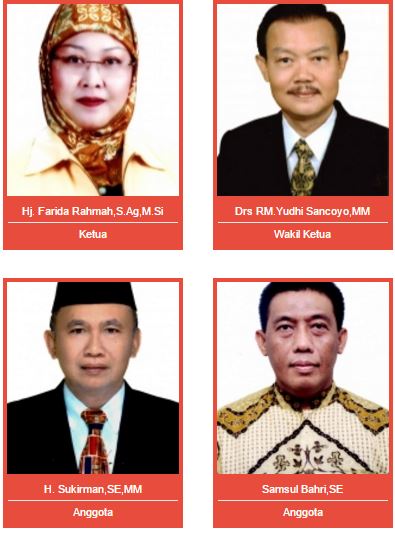 Hj. Farida Rahmah,S.Ag,M.Si
Ketua
Drs RM.Yudhi Sancoyo,MM
Wakil Ketua
H. Sukirman,SE,MM
Anggota
Samsul Bahri,SE
Anggota